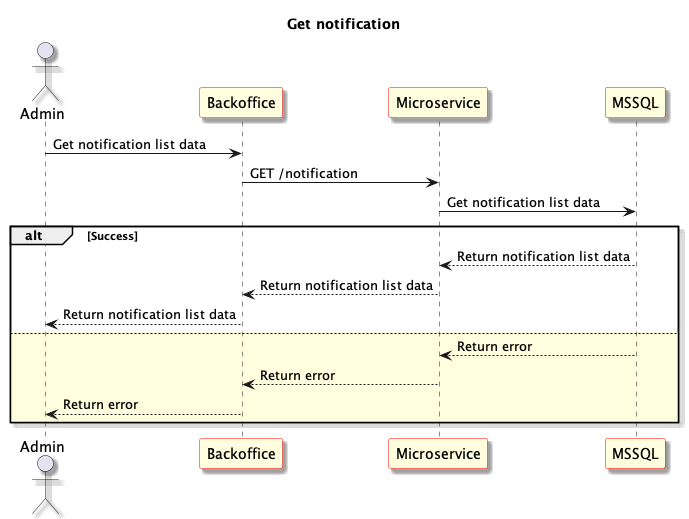 Get notification
Admin
Backoffice
Microservice
MSSQL
Get notification list data
GET /notification
Get notification list data
alt
[Success]
Return notification list data
Return notification list data
Return notification list data
Return error
Return error
Return error
Admin
Backoffice
Microservice
MSSQL